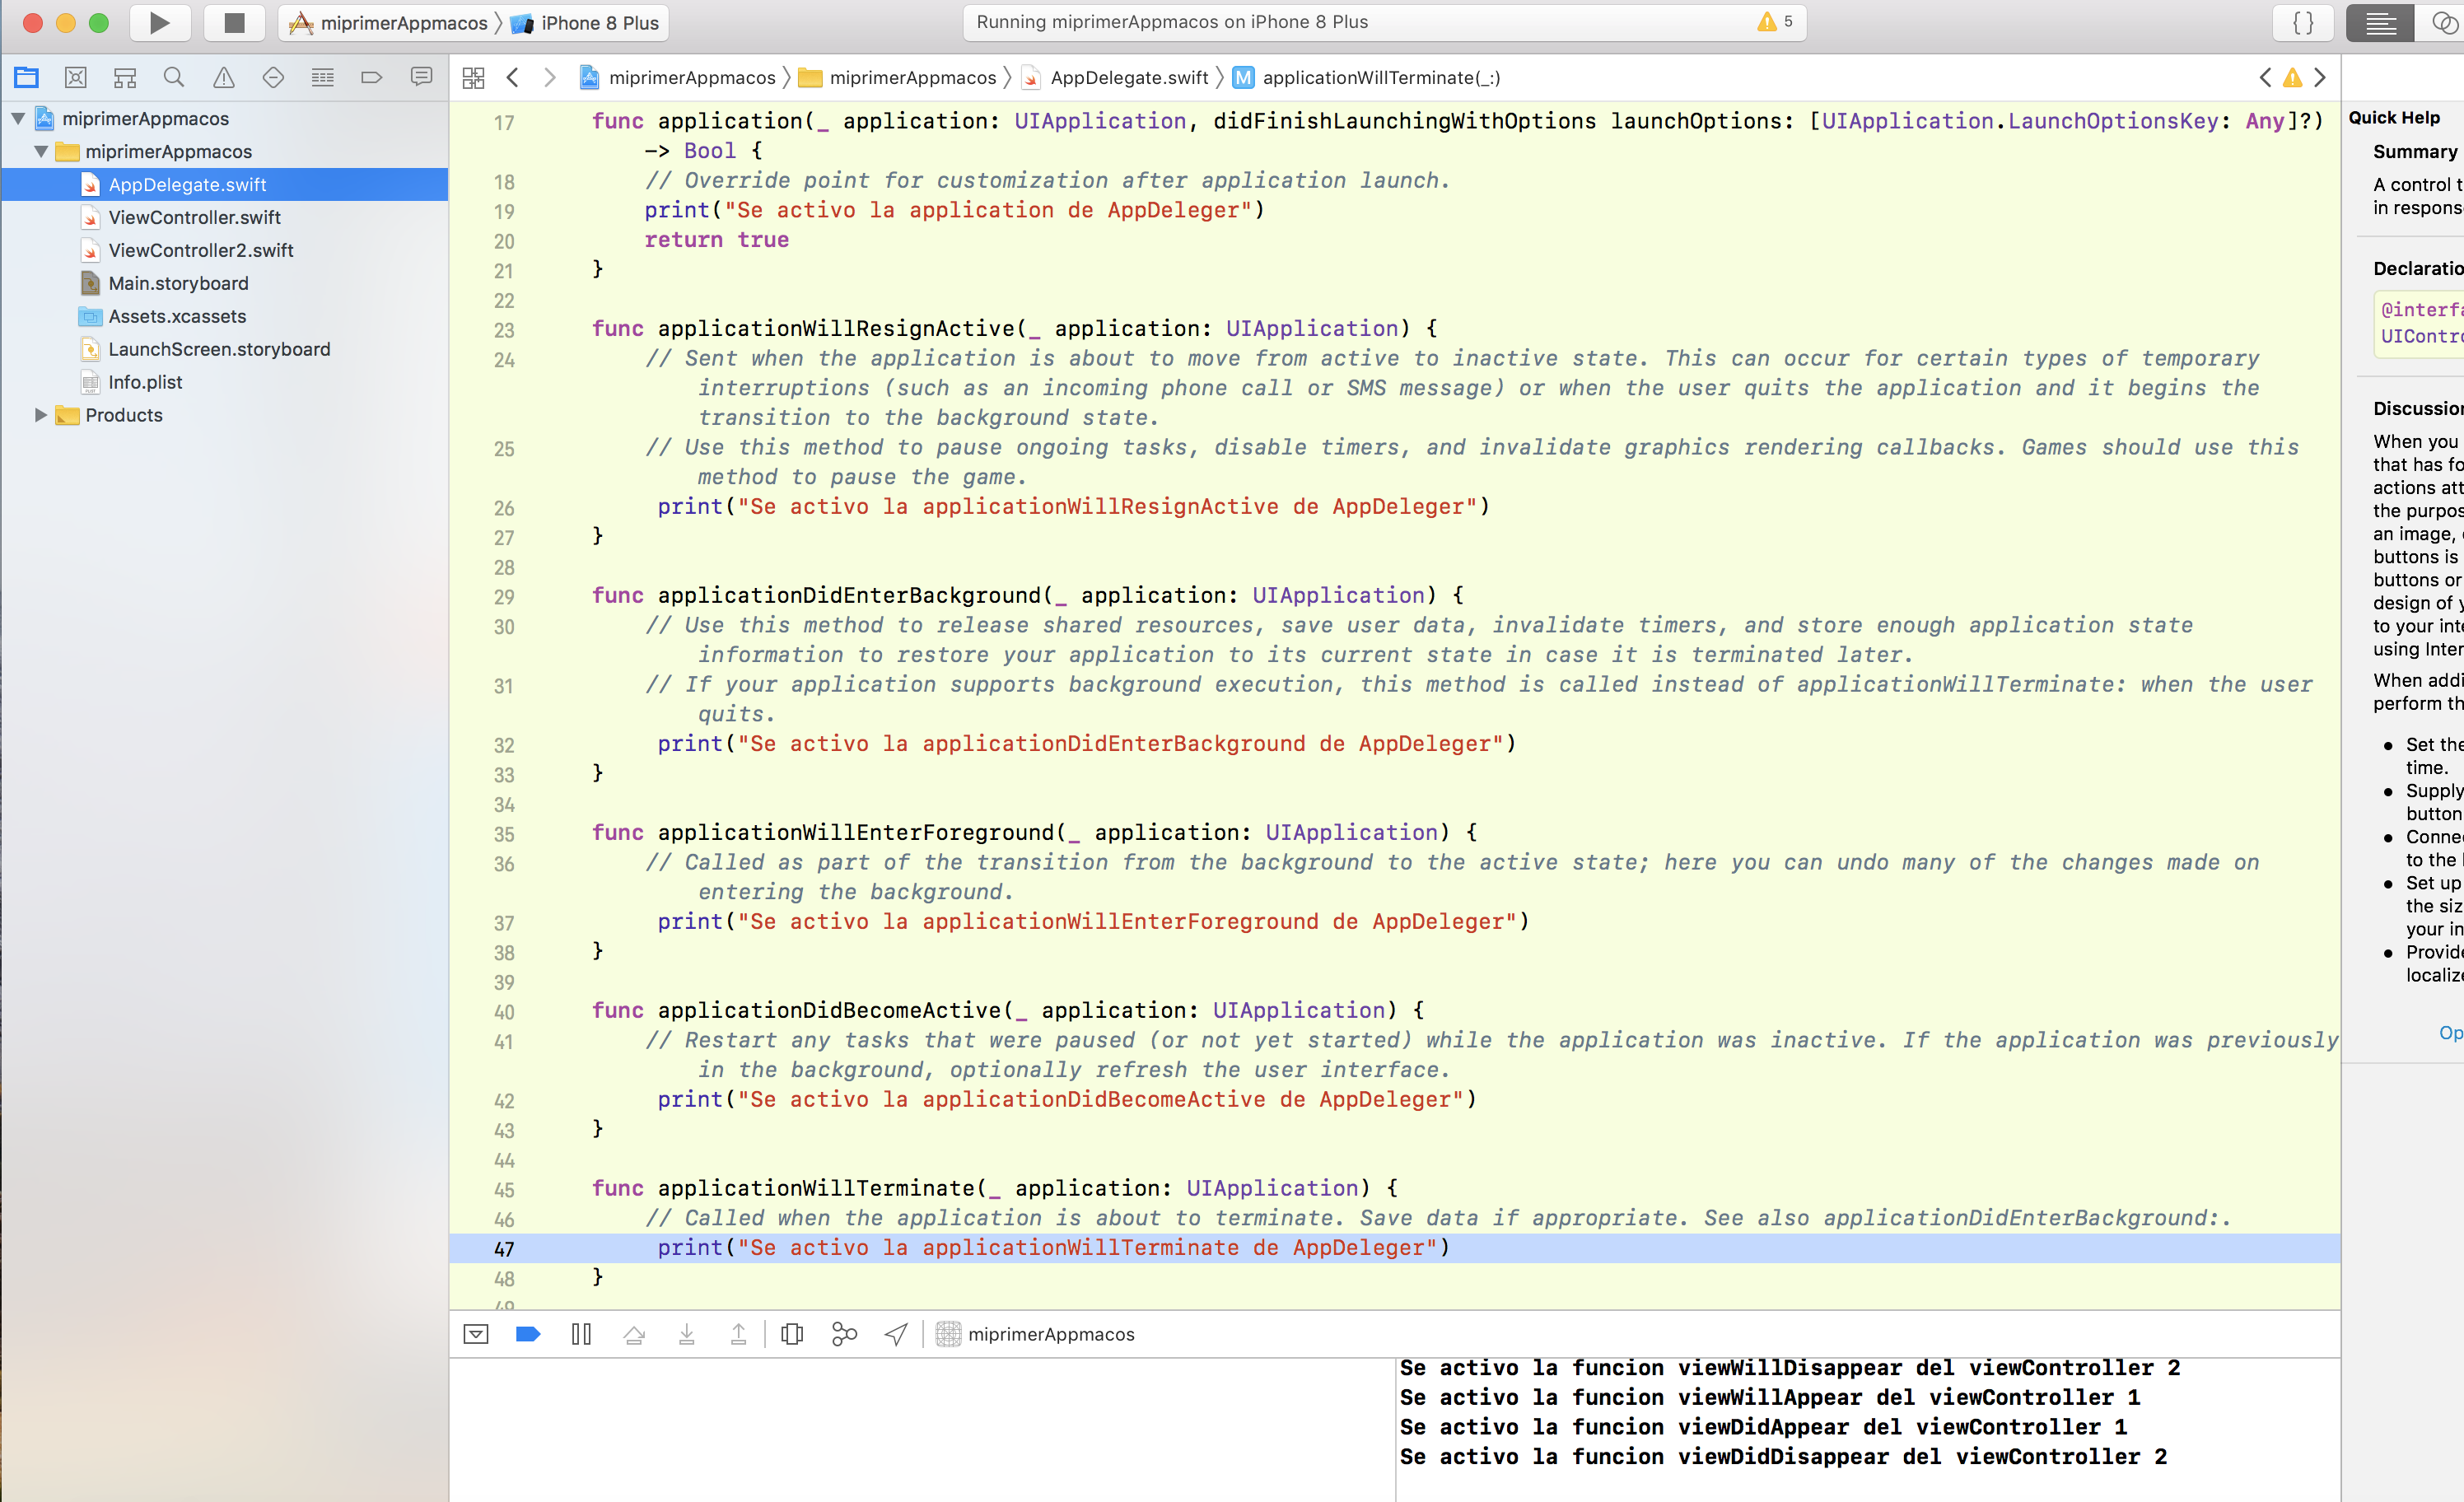 miprimerAppmacos
iPhone 8 Plus
Running miprimerAppmacos on iPhone 8 Plus
5
{ }
miprimerAppmacos
miprimerAppmacos
AppDelegate.swift
M applicationWillTerminate(_:)
miprimerAppmacos
miprimerAppmacos
AppDelegate.swift
ViewController.swift
ViewController2.swift
Main.storyboard
Assets.xcassets
LaunchScreen.storyboard
Info.plist
Products
17 func application(_ application: UIApplication, didFinishLaunchingWithOptions launchOptions: [UIApplication.LaunchOptionsKey: Any]?)
-> Bool {
18 // Override point for customization after application launch.
19 print("Se activo la application de AppDeleger")
20 return true
21 }
22
23 func applicationWillResignActive(_ application: UIApplication) {
24 // Sent when the application is about to move from active to inactive state. This can occur for certain types of temporary
interruptions (such as an incoming phone call or SMS message) or when the user quits the application and it begins the
transition to the background state.
25 // Use this method to pause ongoing tasks, disable timers, and invalidate graphics rendering callbacks. Games should use this
method to pause the game.
26 print("Se activo la applicationWillResignActive de AppDeleger")
27 }
28
29 func applicationDidEnterBackground(_ application: UIApplication) {
30 // Use this method to release shared resources, save user data, invalidate timers, and store enough application state
information to restore your application to its current state in case it is terminated later.
31 // If your application supports background execution, this method is called instead of applicationWillTerminate: when the user
quits.
32 print("Se activo la applicationDidEnterBackground de AppDeleger")
33 }
34
35 func applicationWillEnterForeground(_ application: UIApplication) {
36 // Called as part of the transition from the background to the active state; here you can undo many of the changes made on
entering the background.
37 print("Se activo la applicationWillEnterForeground de AppDeleger")
38 }
39
40 func applicationDidBecomeActive(_ application: UIApplication) {
41 // Restart any tasks that were paused (or not yet started) while the application was inactive. If the application was previously
in the background, optionally refresh the user interface.
42 print("Se activo la applicationDidBecomeActive de AppDeleger")
43 }
44
45 func applicationWillTerminate(_ application: UIApplication) {
46 // Called when the application is about to terminate. Save data if appropriate. See also applicationDidEnterBackground:.
47 print("Se activo la applicationWillTerminate de AppDeleger")
48 }
49
miprimerAppmacos
Se activo la funcion viewWillDisappear del viewController 2
Se activo la funcion viewWillAppear del viewController 1
Se activo la funcion viewDidAppear del viewController 1
Se activo la funcion viewDidDisappear del viewController 2
Quick Help
Summary
A control
in
When you
that has
actions
the
an image,
buttons is
buttons or
design of
to your
using
When
perform
Set
time.
Supply
button
to the
Set up
the
your